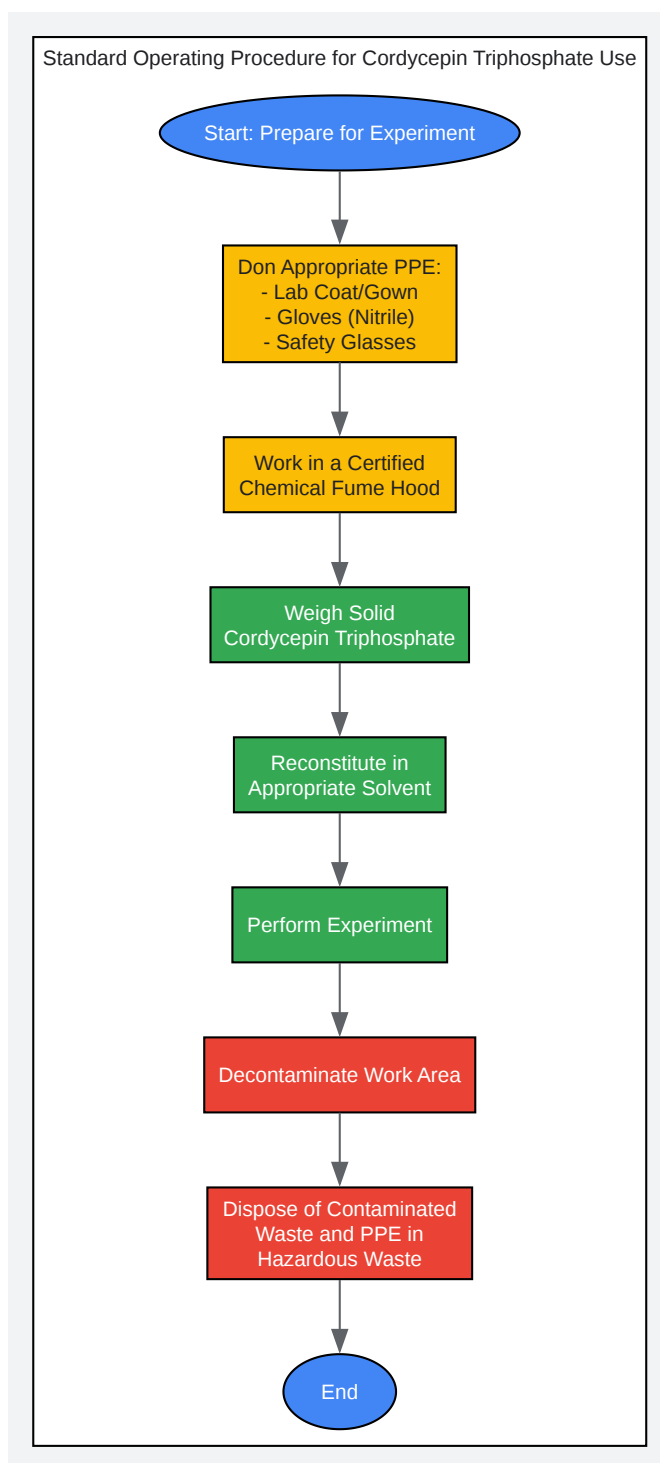 Standard Operating Procedure for Cordycepin Triphosphate Use
Start: Prepare for Experiment
Don Appropriate PPE:
- Lab Coat/Gown
- Gloves (Nitrile)
- Safety Glasses
Work in a Certified
Chemical Fume Hood
Weigh Solid
Cordycepin Triphosphate
Reconstitute in
Appropriate Solvent
Perform Experiment
Decontaminate Work Area
Dispose of Contaminated
Waste and PPE in
Hazardous Waste
End